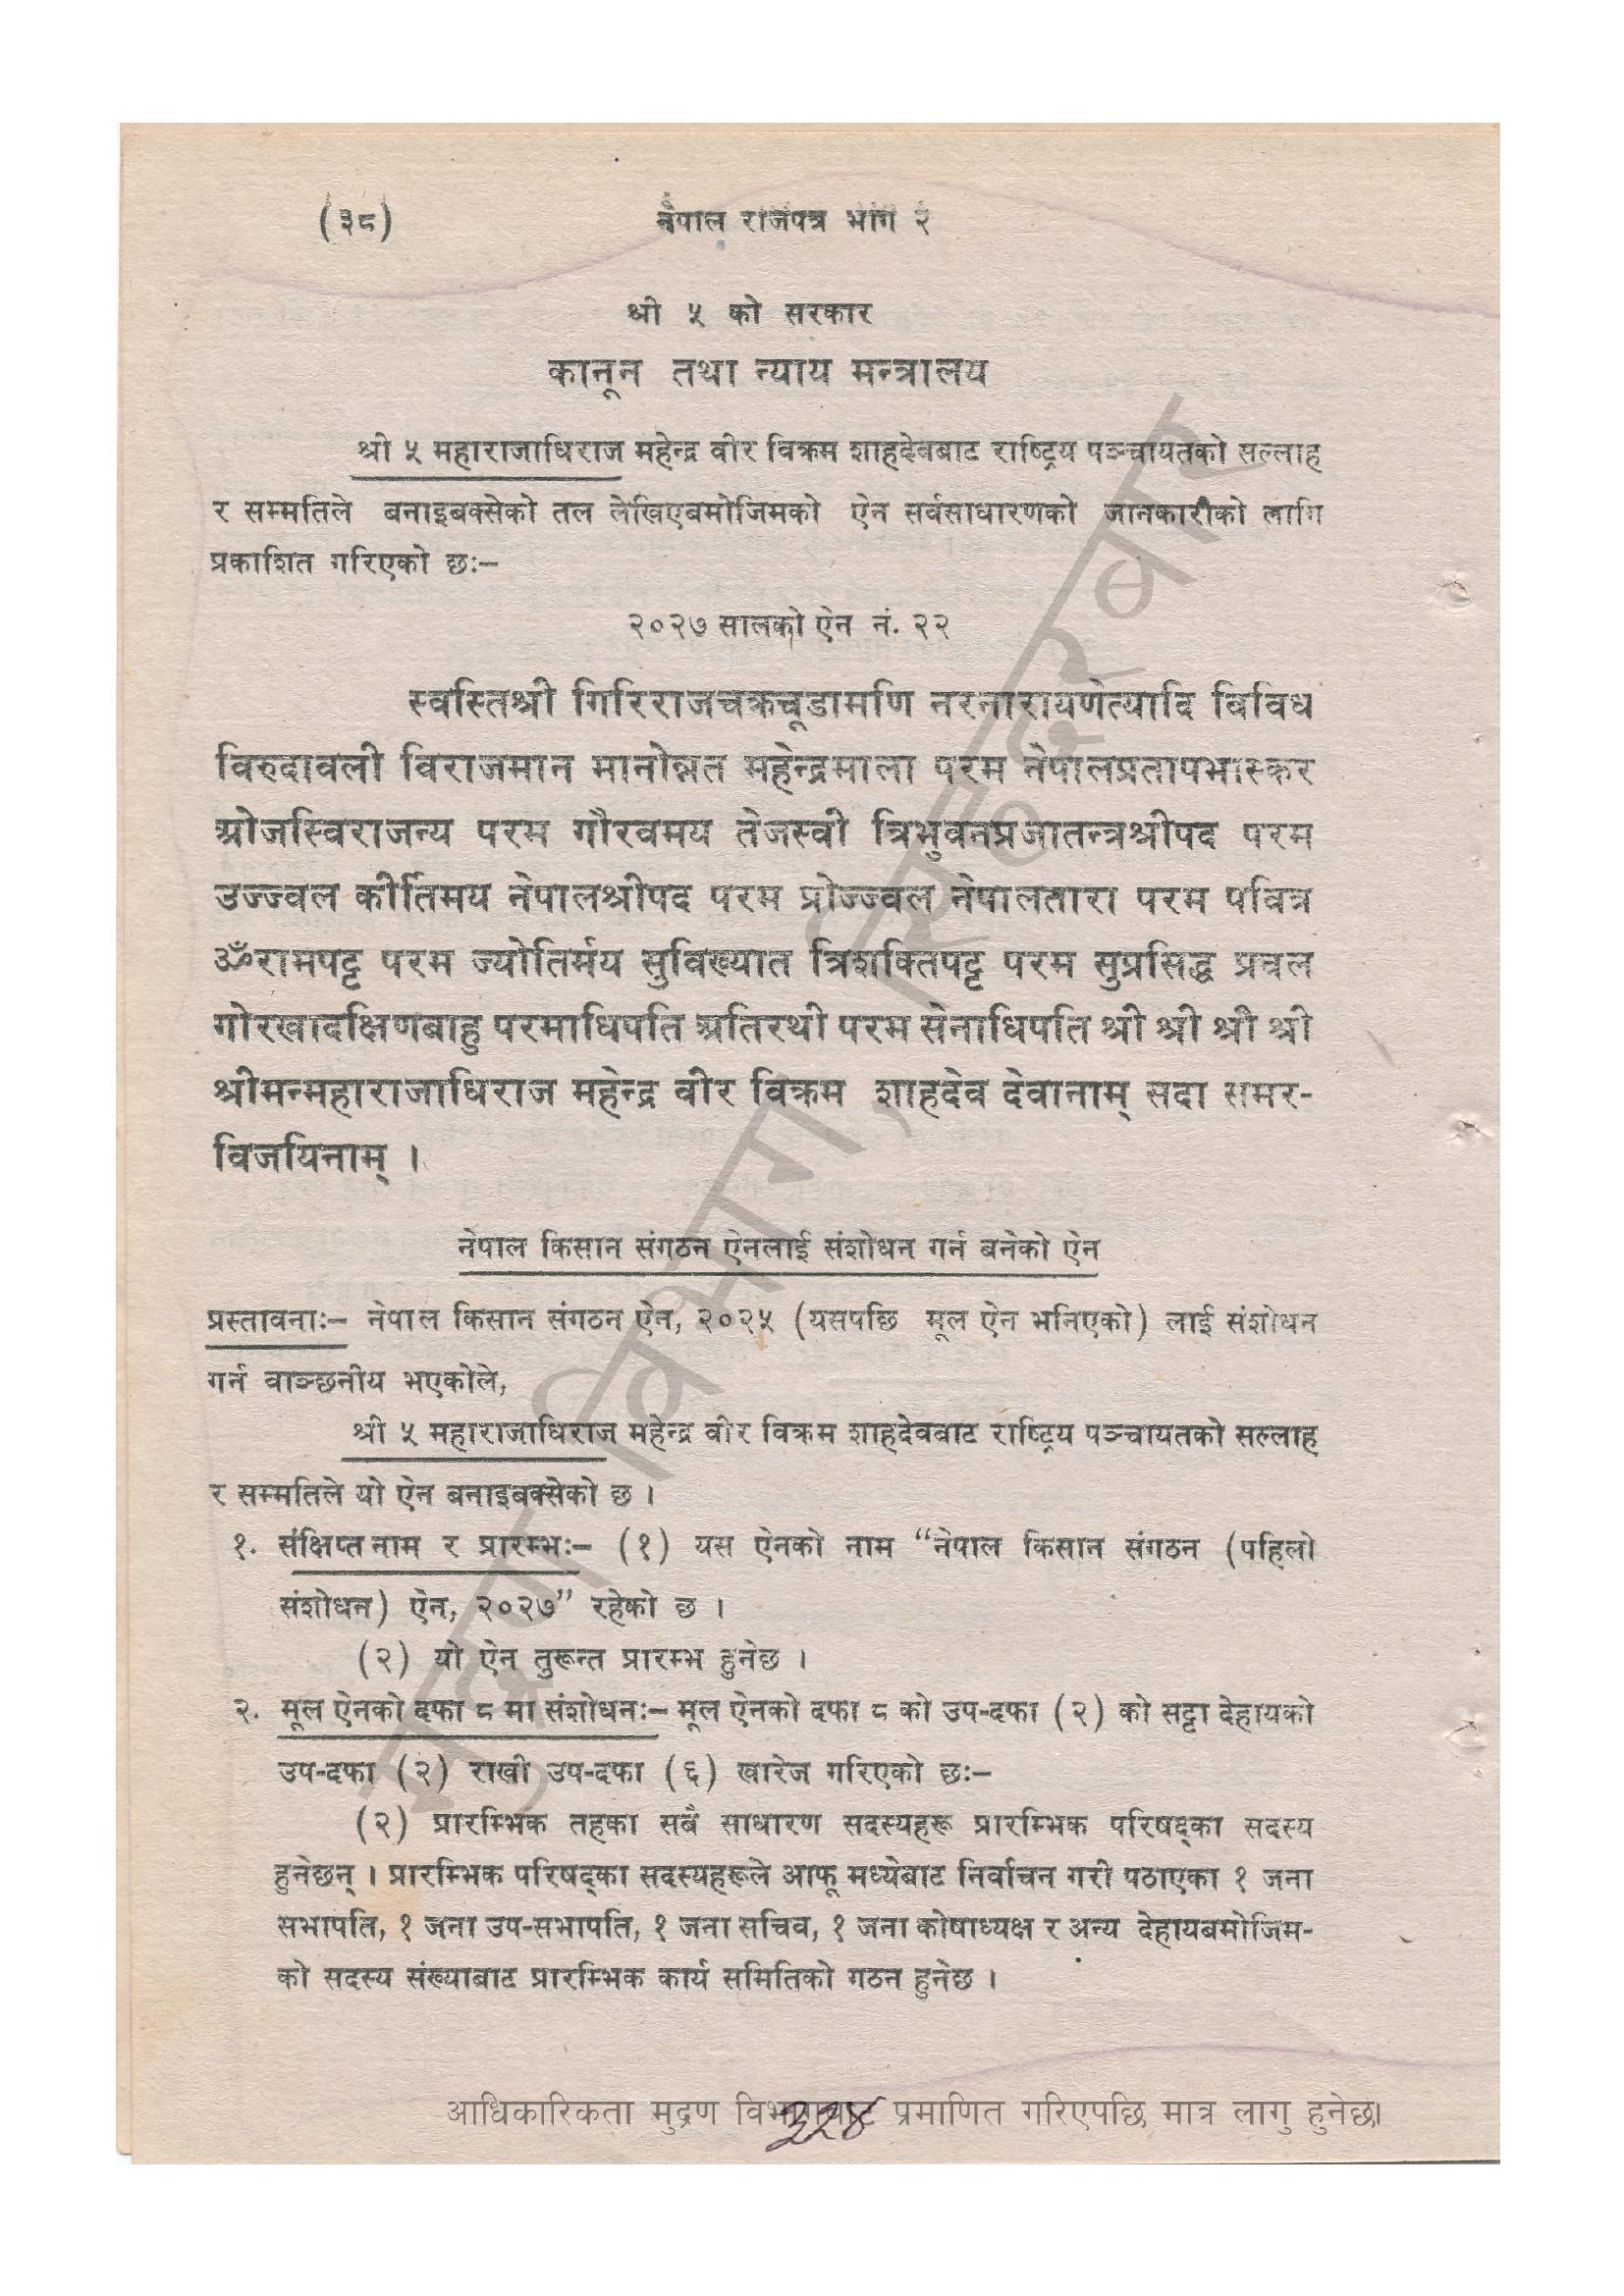 (३८) नेपाल राजपत्र भाग २
श्री ५ को सरकार
कानून तथा न्याय मन्त्रालय
श्री ५ महाराजाधिराज महेन्द्र वीर विक्रम शाहदेवबाट राष्ट्रिय पञ्चायतको सल्लाह
र सम्मतिले बनाइबक्सेको तल लेखिएबमोजिमको ऐन सर्वसाधारणको जानकारीको लागि
प्रकाशित गरिएको छः–
२०२७ सालको ऐन नं. २२
स्वस्तिश्री गिरिराजचक्रचूडामणि नरनारायणेत्यादि विविध
विरुदावली विराजमान मानोन्नत महेन्द्रमाला परम नेपालप्रतापभास्कर
ओजस्विराजन्य परम गौरवमय तेजस्वी त्रिभुवनप्रजातन्त्रश्रीपद परम
उज्ज्वल कीर्तिमय नेपालश्रीपद परम प्रोज्ज्वल नेपालतारा परम पवित्र
ॐरामपट्ट परम ज्योतिर्मय सुविख्यात त्रिशक्तिपट्ट परम सुप्रसिद्ध प्रवल
गोरखादक्षिणबाहु परमाधिपति अतिरथी परम सेनाधिपति श्री श्री श्री श्री
श्रीमन्महाराजाधिराज महेन्द्र वीर विक्रम शाहदेव देवानाम् सदा समर-
विजयिनाम् ।
नेपाल किसान संगठन ऐनलाई संशोधन गर्न बनेको ऐन
प्रस्तावनाः– नेपाल किसान संगठन ऐन, २०२५ (यसपछि मूल ऐन भनिएको) लाई संशोधन
गर्न वाञ्छनीय भएकोले,
श्री ५ महाराजाधिराज महेन्द्र वीर विक्रम शाहदेवबाट राष्ट्रिय पञ्चायतको सल्लाह
र सम्मतिले यो ऐन बनाइबक्सेको छ ।
१. संक्षिप्त नाम र प्रारम्भः– (१) यस ऐनको नाम “नेपाल किसान संगठन (पहिलो
संशोधन) ऐन, २०२७” रहेको छ ।
(२) यो ऐन तुरून्त प्रारम्भ हुनेछ ।
२. मूल ऐनको दफा ८ मा संशोधनः– मूल ऐनको दफा ८ को उप-दफा (२) को सट्टा देहायको
उप-दफा (२) राखी उप-दफा (६) खारेज गरिएको छः–
(२) प्रारम्भिक तहका सबै साधारण सदस्यहरू प्रारम्भिक परिषद्का सदस्य
हुनेछन् । प्रारम्भिक परिषद्का सदस्यहरूले आफू मध्येबाट निर्वाचन गरी पठाएका १ जना
सभापति, १ जना उप-सभापति, १ जना सचिव, १ जना कोषाध्यक्ष र अन्य देहायबमोजिम-
को सदस्य संख्याबाट प्रारम्भिक कार्य समितिको गठन हुनेछ ।
मुद्रण विभाग, सिंहदरवार
आधिकारिकता मुद्रण विभागबाट प्रमाणित गरिएपछि मात्र लागु हुनेछ।